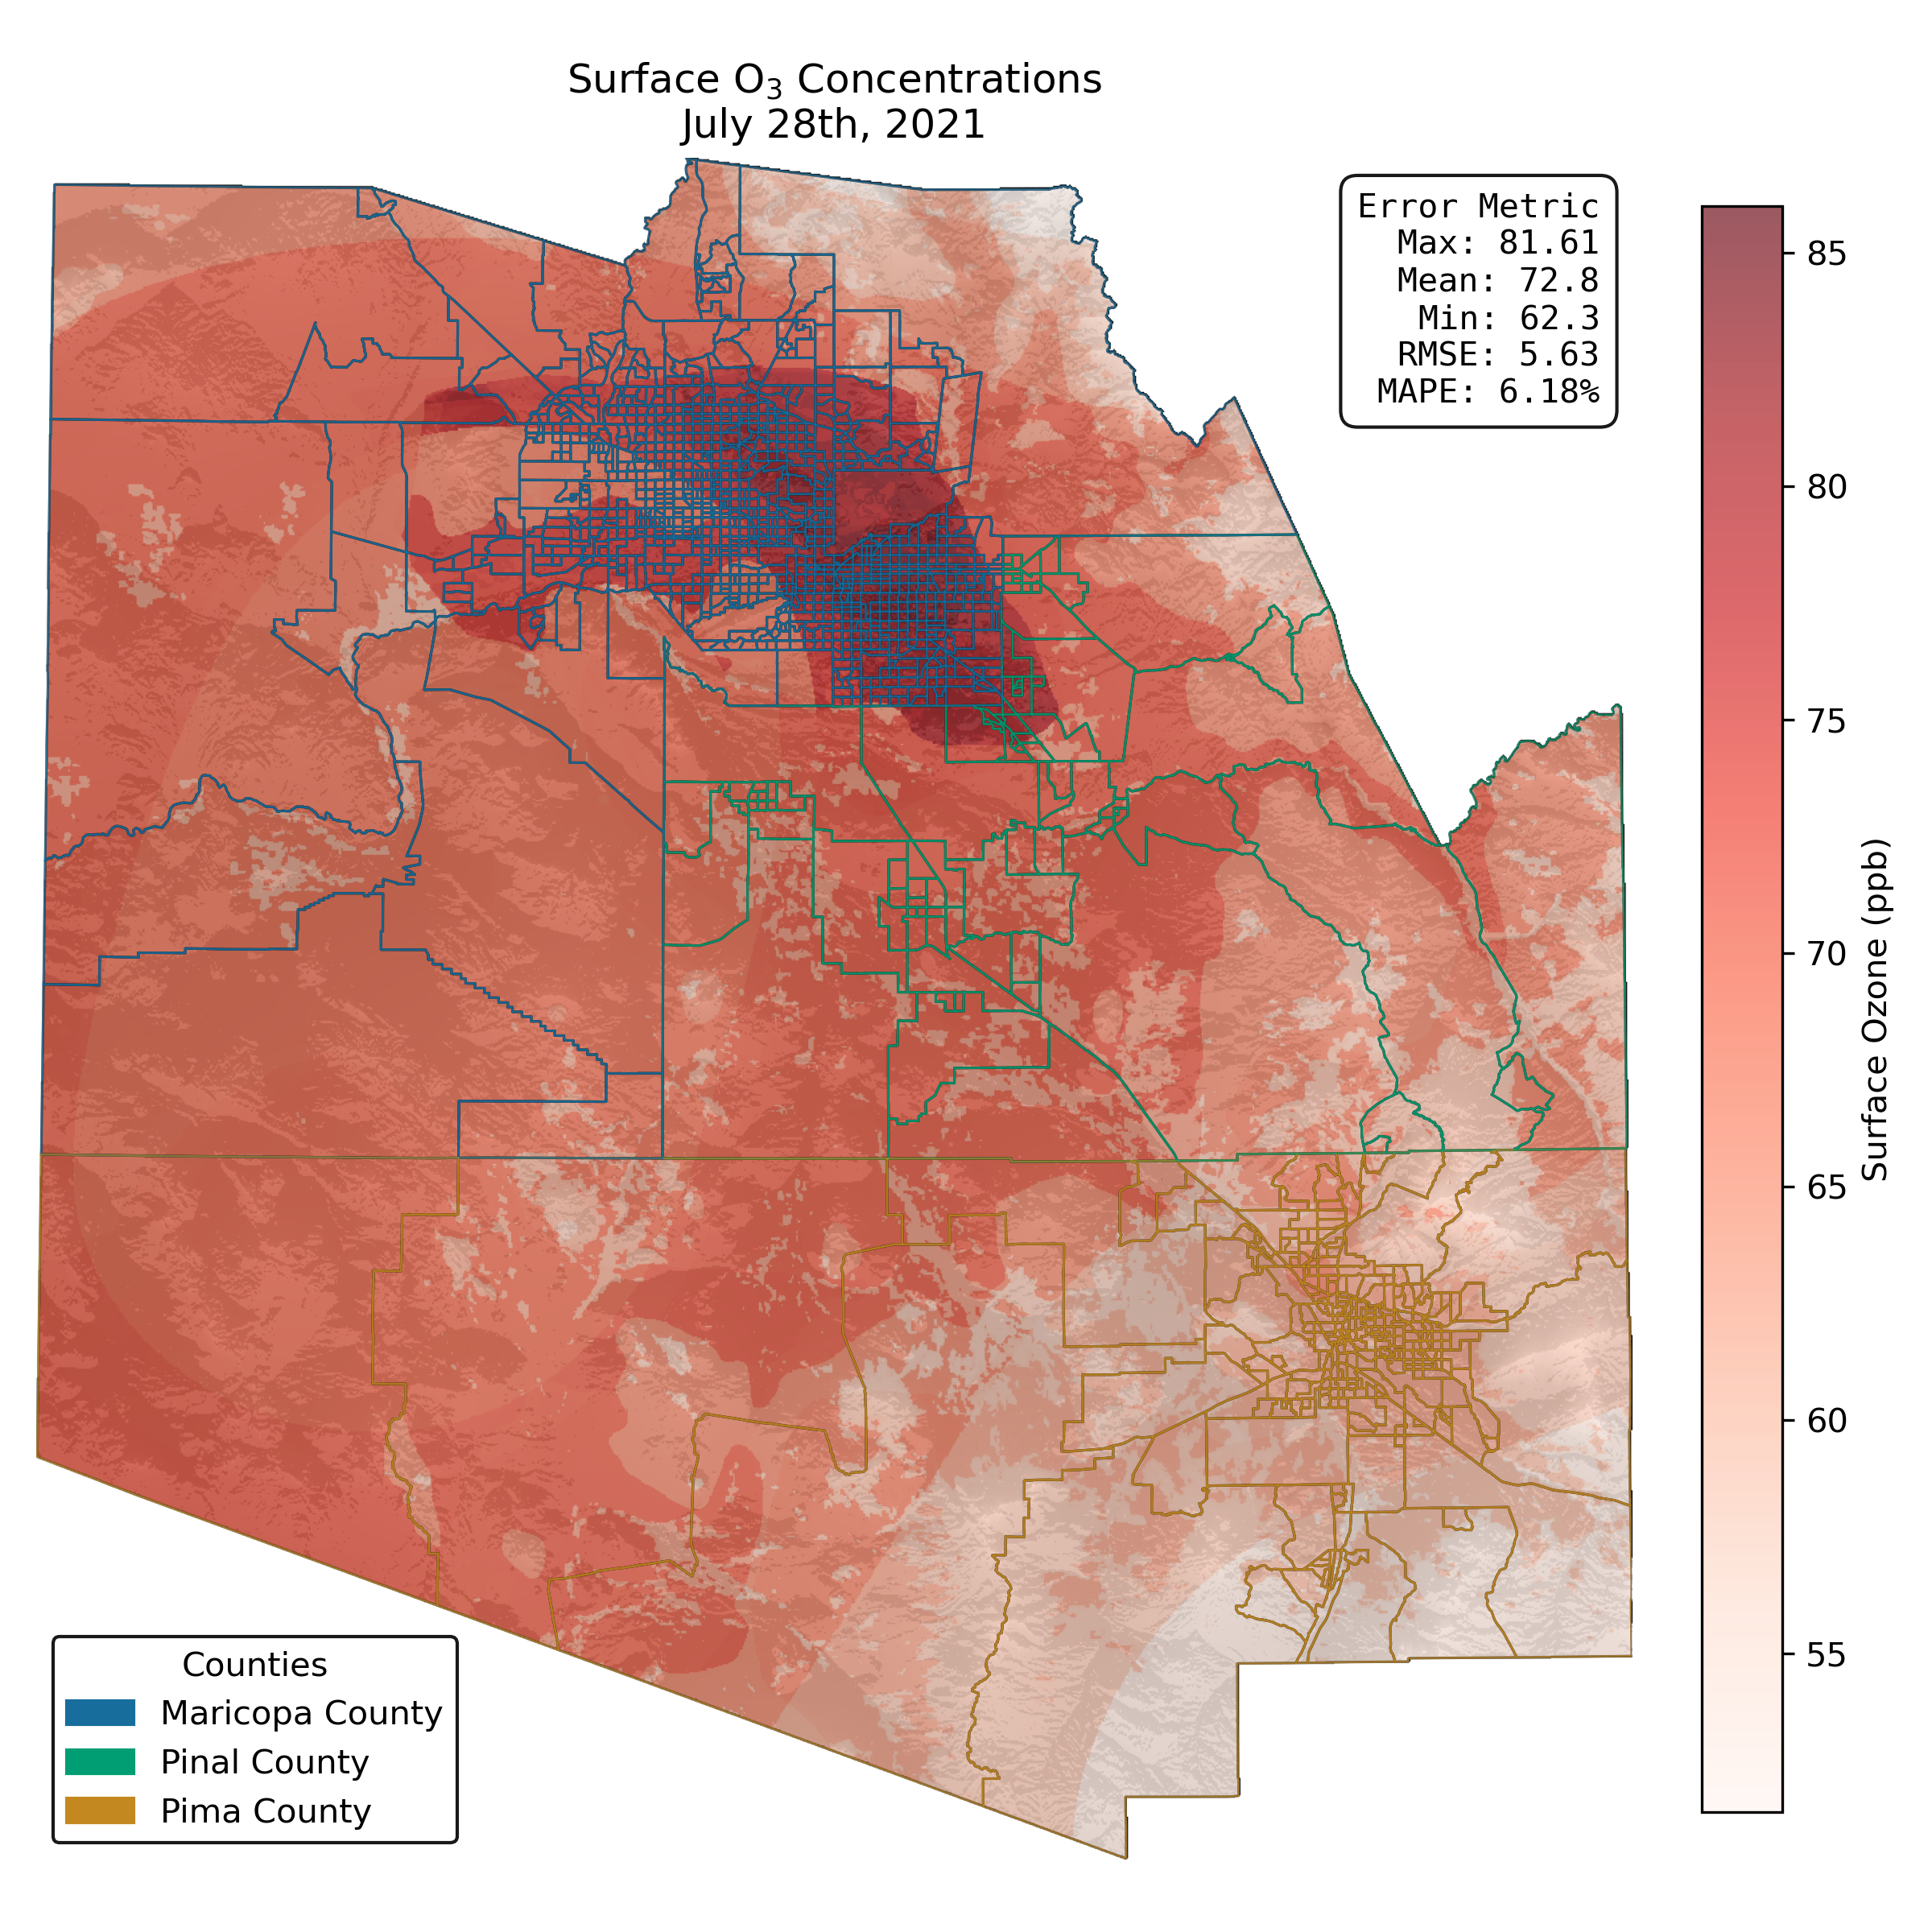 Surface O₃ Concentrations
July 28th, 2021
Error Metric
Max: 81.61
Mean: 72.8
Min: 62.3
RMSE: 5.63
MAPE: 6.18%
85
80
75
70
65
60
55
Surface Ozone (ppb)
Counties
Maricopa County
Pinal County
Pima County